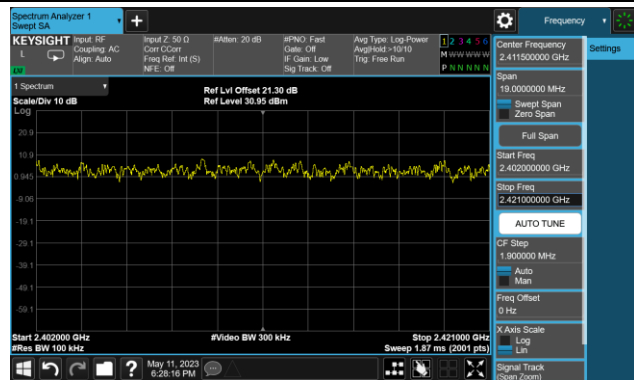 Spectrum Analyzer 1
Swept SA
Frequency
KEYSIGHT
Input: RF
Coupling: AC
Align: Auto
Input Z: 50 Ω
Corr CCorr
Freq Ref: Int (S)
NFE: Off
#Atten: 20 dB
#PNO: Fast
Gate: Off
IF Gain: Low
Sig Track: Off
Avg Type: Log-Power
Avg|Hold:>10/10
Trig: Free Run
1 2 3 4 5 6
M W W W W W
P N N N N N
L
LW
1 Spectrum
Scale/Div 10 dB
Log
Ref Lvl Offset 21.30 dB
Ref Level 30.95 dBm
20.9
10.9
0.945
-9.06
-19.1
-29.1
-39.1
-49.1
-59.1
Start 2.402000 GHz
#Res BW 100 kHz
#Video BW 300 kHz
Stop 2.421000 GHz
Sweep 1.87 ms (2001 pts)
May 11, 2023
6:28:16 PM
Center Frequency
2.411500000 GHz
Settings
Span
19.0000000 MHz
Swept Span
Zero Span
Full Span
Start Freq
2.402000000 GHz
Stop Freq
2.421000000 GHz
AUTO TUNE
CF Step
1.900000 MHz
Auto
Man
Freq Offset
0 Hz
X Axis Scale
Log
Lin
Signal Track
(Span Zoom)